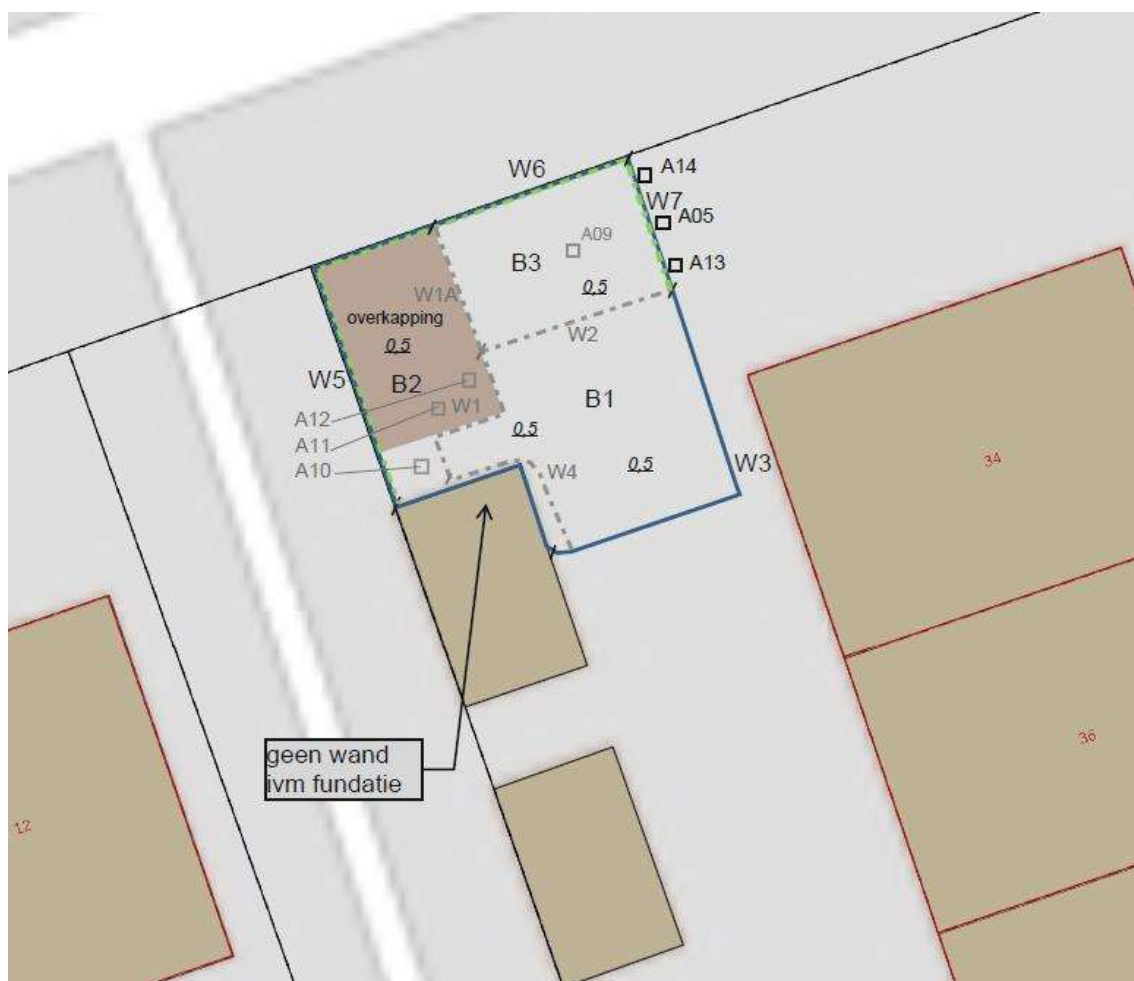 W6
A14
W7
A05
A09
B3
A13
W1A
0,5
overkapping
W2
0,5
W5
B2
B1
A12
W1
A11
0,5
A10
W4
0,5
W3
34
geen wand
ivm fundatie
36
12